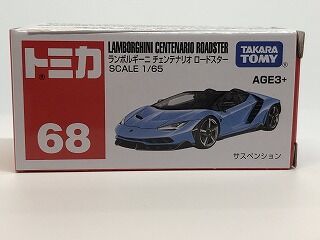 トミカ
68
LAMBORGHINI CENTENARIO ROADSTER
ランボルギーニ チェンテナリオ ロードスター
SCALE 1/65
TAKARA
TOMY
AGE3+
サスペンション